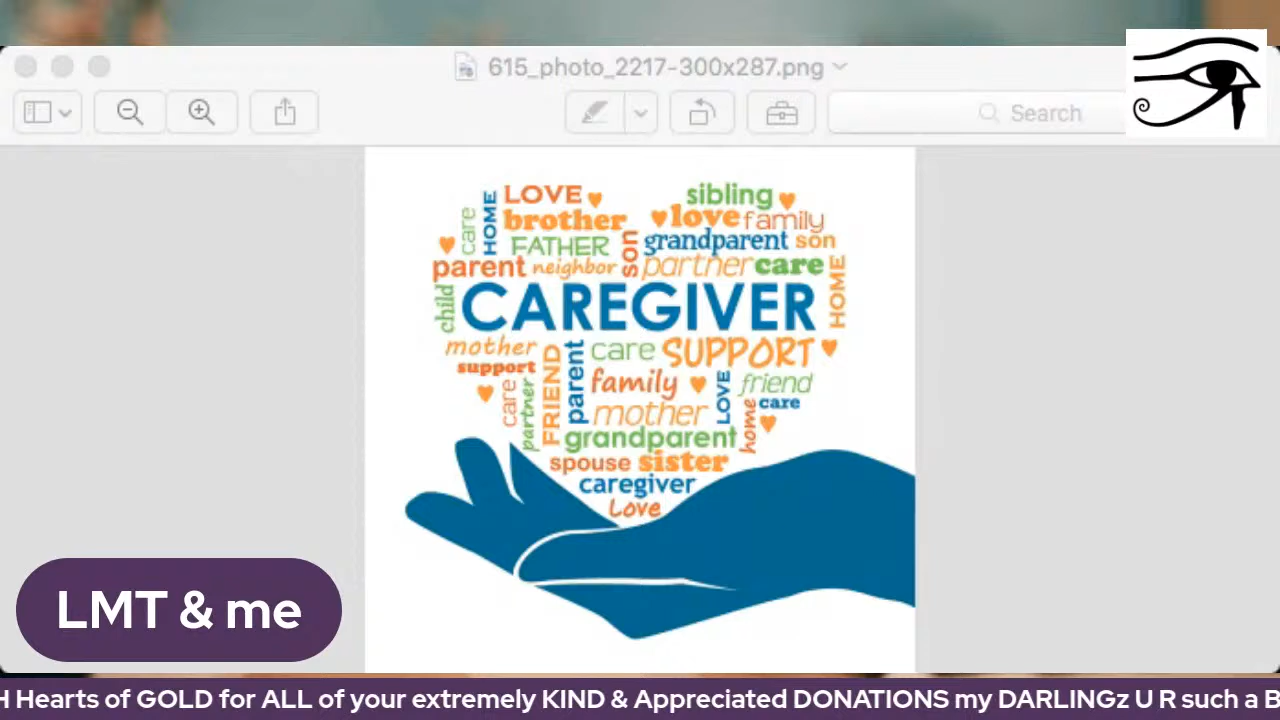 615_photo_2217-300x287.png
Search
LOVE
sibling
care
HOME
brother
love family
FATHER
son
grandparent son
parent neighbor
partner care
child
CAREGIVER
HOME
mother
care SUPPORT
support
FRIEND
parent
family
LOVE
friend
care
partner
mother
home
care
grandparent
spouse sister
caregiver
Love
LMT & me
H Hearts of GOLD for ALL of your extremely KIND & Appreciated DONATIONS my DARLINGz U R such a B